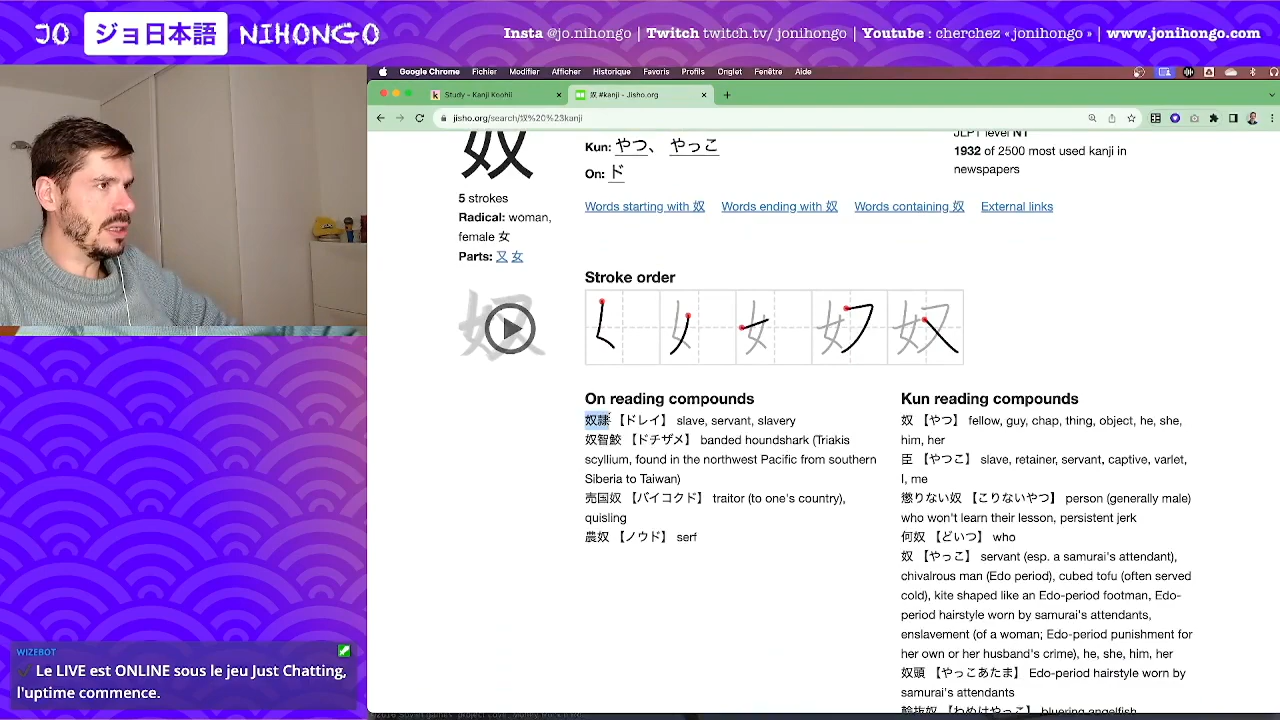 JO ジョ日本語 NIHONGO
Insta @jo.nihongo | Twitch twitch.tv/ jonihongo | Youtube : cherchez « jonihongo » | www.jonihongo.com
Google Chrome Fichier Modifier Afficher Historique Favoris Profils Onglet Fenêtre Aide
Study - Kanji Koohii
奴 #kanji - Jisho.org
jisho.org/search/奴%20%23kanji
奴
Kun: やつ、 やっこ
On: ド
JLPT level N1
1932 of 2500 most used kanji in
newspapers
5 strokes
Radical: woman,
female 女
Parts: 又 女
Words starting with 奴 Words ending with 奴 Words containing 奴 External links
Stroke order
On reading compounds
奴隷 【ドレイ】 slave, servant, slavery
奴智鮫 【ドチザメ】 banded houndshark (Triakis
scyllium, found in the northwest Pacific from southern
Siberia to Taiwan)
売国奴 【バイコクド】 traitor (to one's country),
quisling
農奴 【ノウド】 serf
Kun reading compounds
奴 【やつ】 fellow, guy, chap, thing, object, he, she,
him, her
臣 【やつこ】 slave, retainer, servant, captive, varlet,
I, me
懲りない奴 【こりないやつ】 person (generally male)
who won't learn their lesson, persistent jerk
何奴 【どいつ】 who
奴 【やっこ】 servant (esp. a samurai's attendant),
chivalrous man (Edo period), cubed tofu (often served
cold), kite shaped like an Edo-period footman, Edo-
period hairstyle worn by samurai's attendants,
enslavement (of a woman; Edo-period punishment for
her own or her husband's crime), he, she, him, her
奴頭 【やっこあたま】 Edo-period hairstyle worn by
samurai's attendants
輪抜奴 【わぬけやっこ】 bluering angelfish
WIZEBOT
Le LIVE est ONLINE sous le jeu Just Chatting,
l'uptime commence.